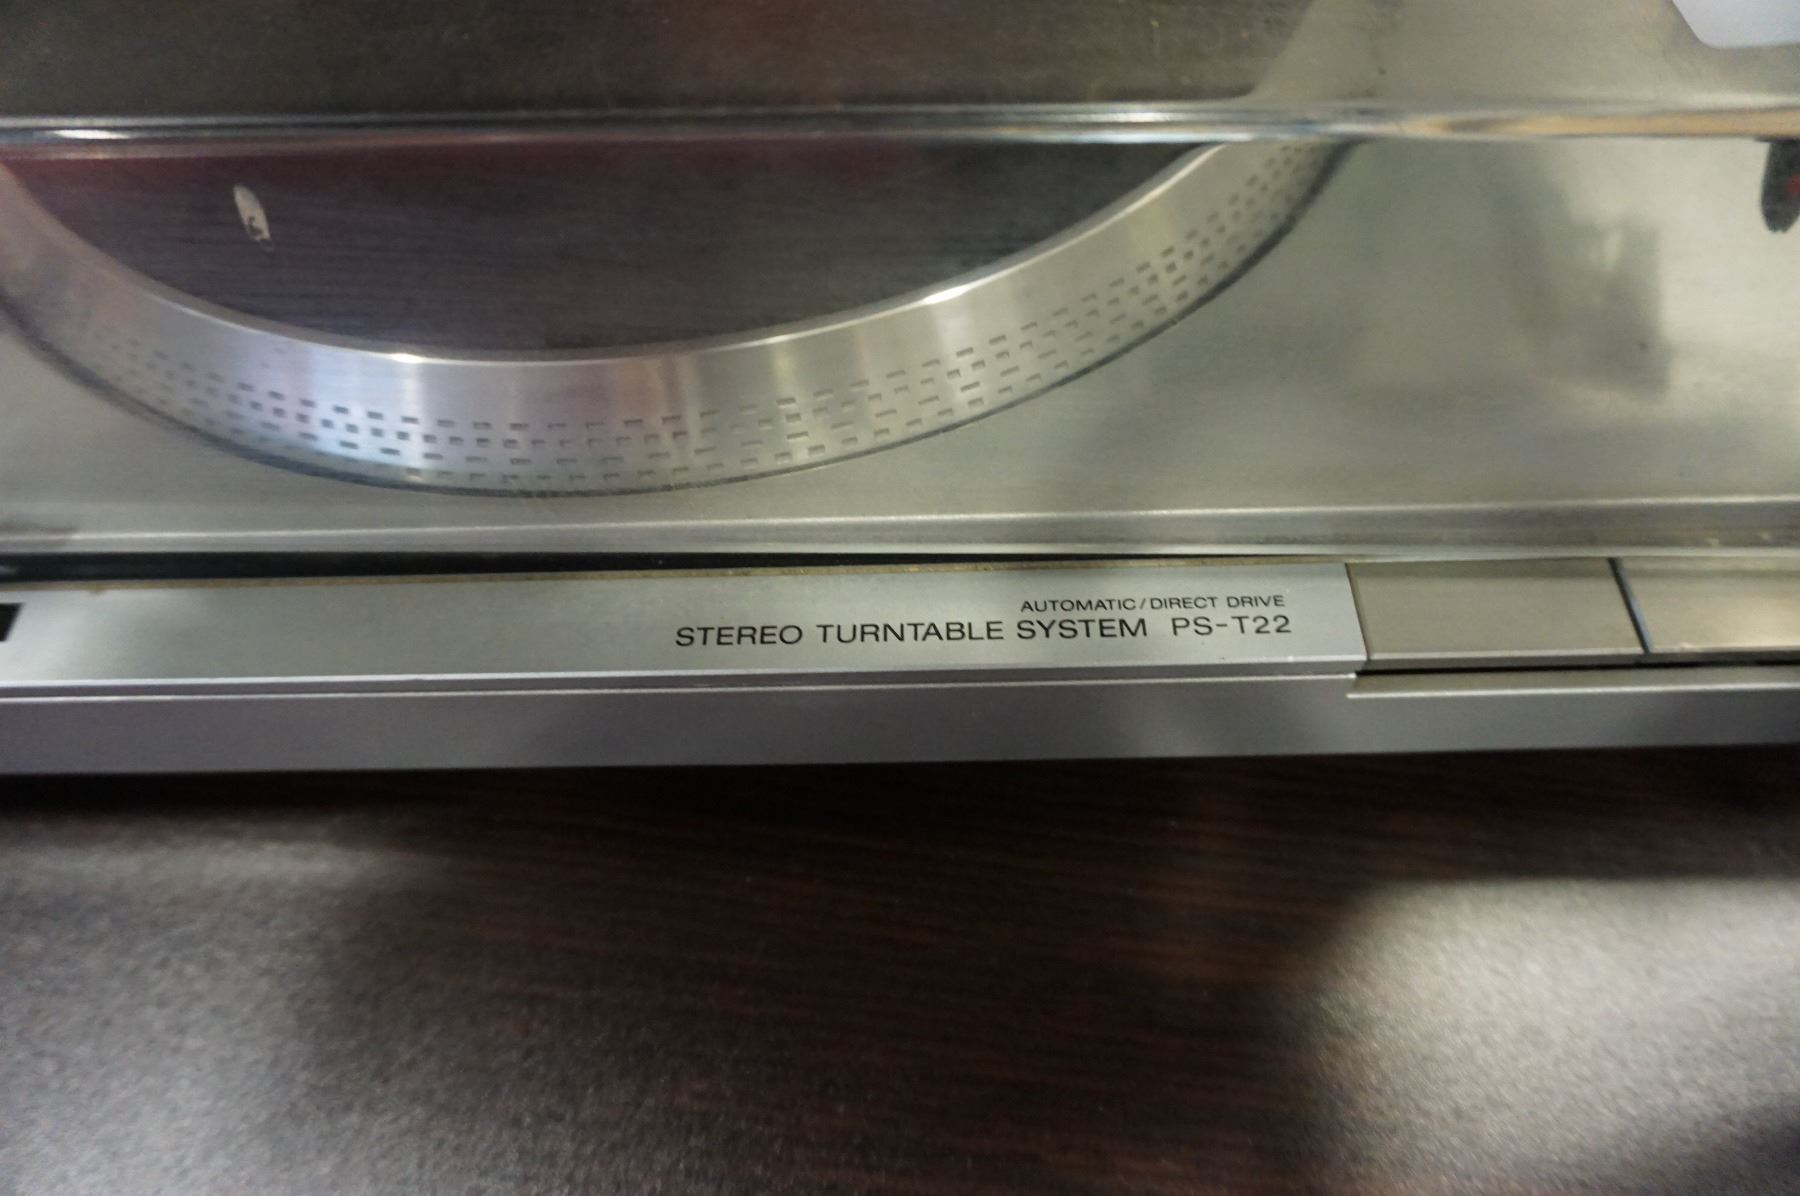 AUTOMATIC/DIRECT DRIVE
STEREO TURNTABLE SYSTEM PS-T22